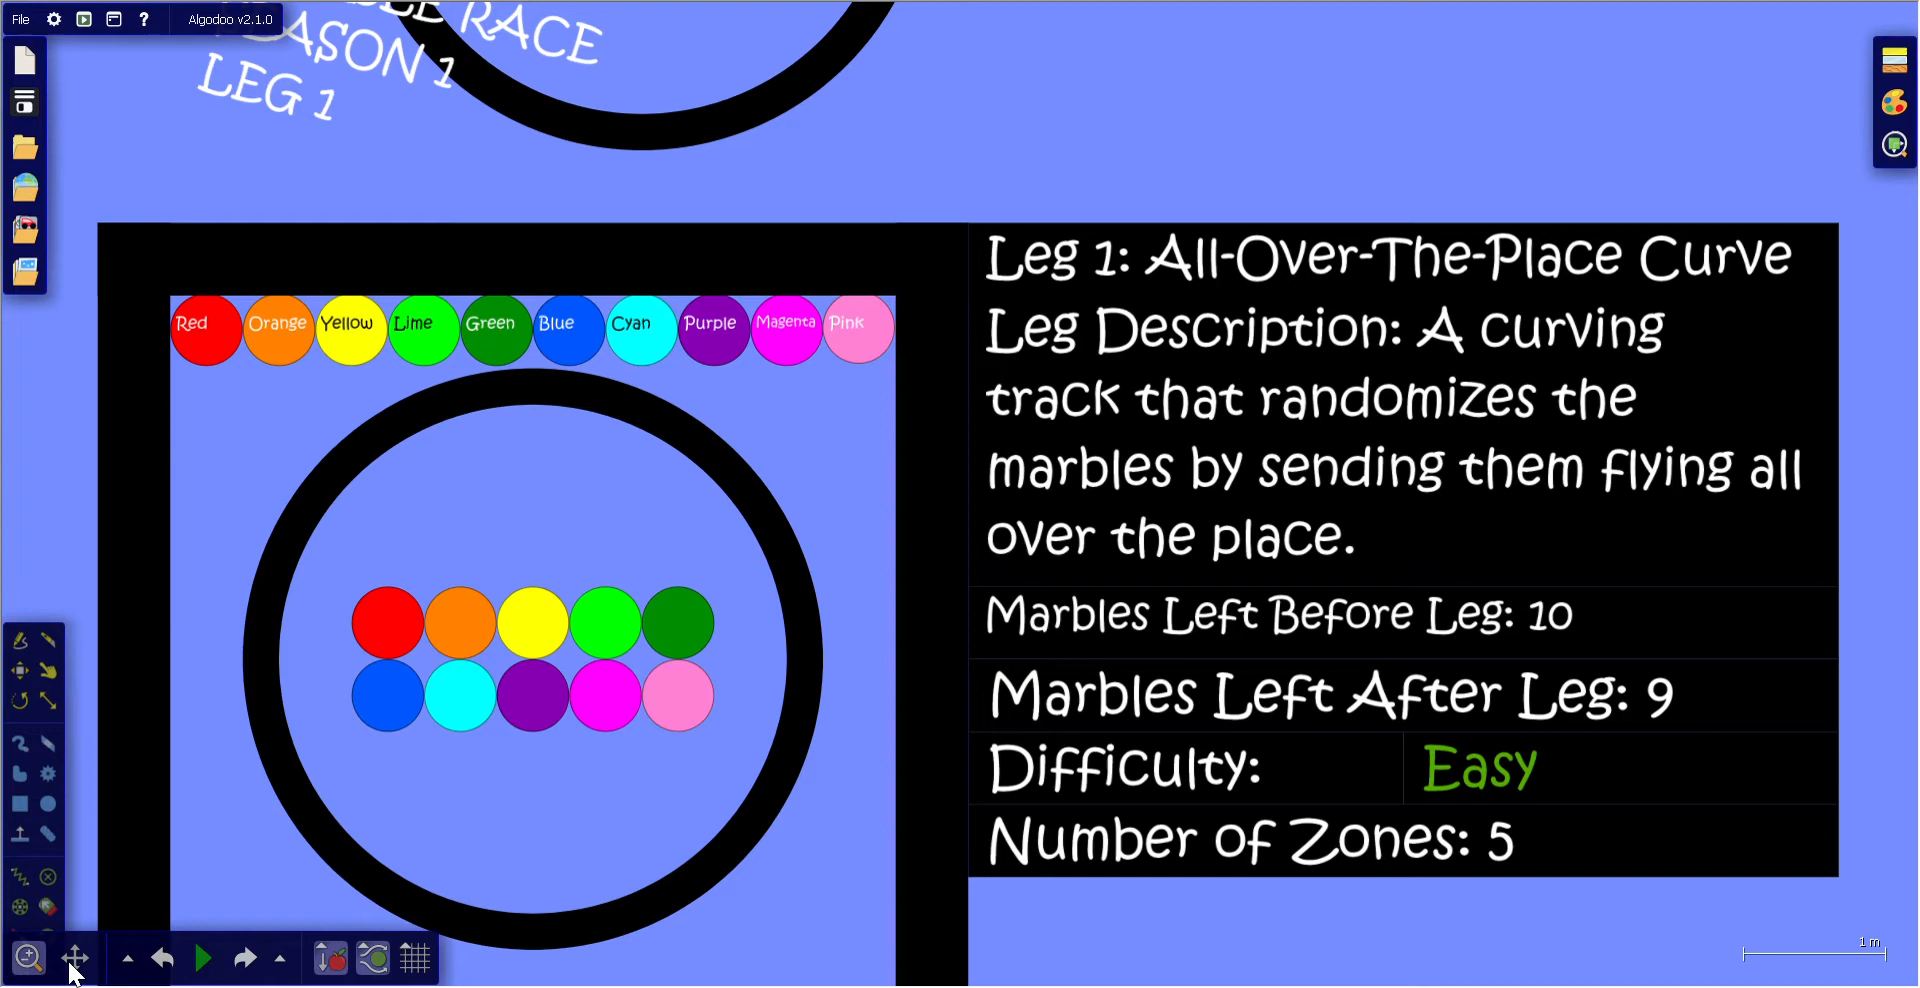 File
Algodoo v2.1.0
RACE
SEASON 1
LEG 1
Red Orange Yellow Lime Green Blue Cyan Purple Magenta Pink
Leg 1: All-Over-The-Place Curve
Leg Description: A curving
track that randomizes the
marbles by sending them flying all
over the place.
Marbles Left Before Leg: 10
Marbles Left After Leg: 9
Difficulty: Easy
Number of Zones: 5
1 m